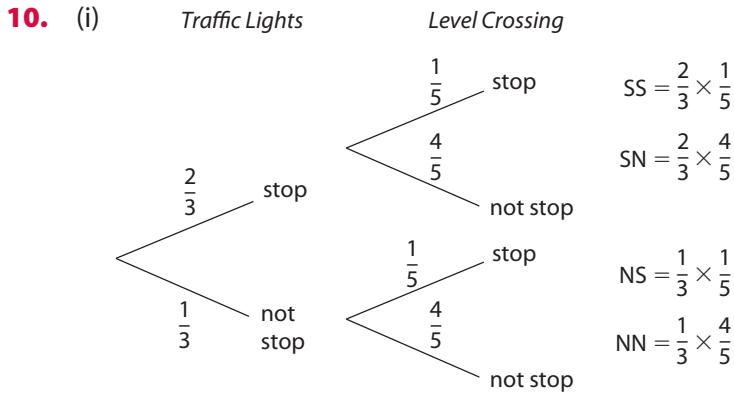 10. (i) Traffic Lights Level Crossing
1/5 stop SS = 2/3 × 1/5
4/5 not stop SN = 2/3 × 4/5
2/3 stop
1/3 not stop
1/5 stop NS = 1/3 × 1/5
4/5 not stop NN = 1/3 × 4/5